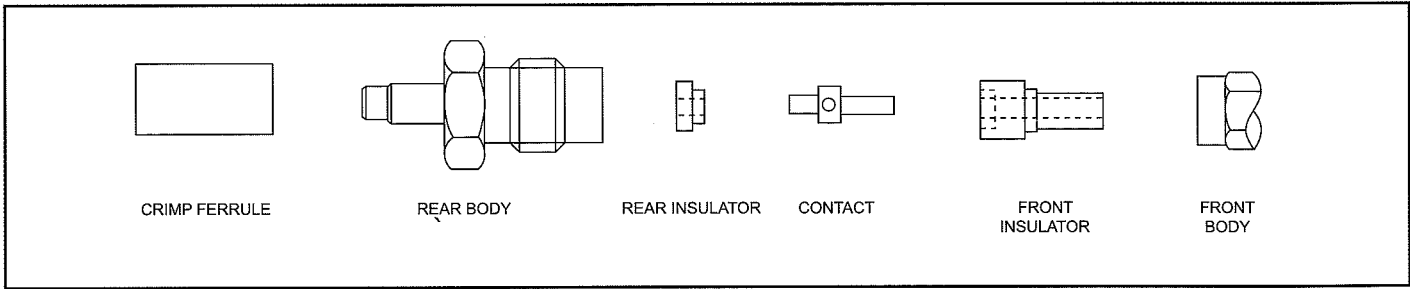 CRIMP FERRULE
REAR BODY
REAR INSULATOR
CONTACT
FRONT
INSULATOR
FRONT
BODY